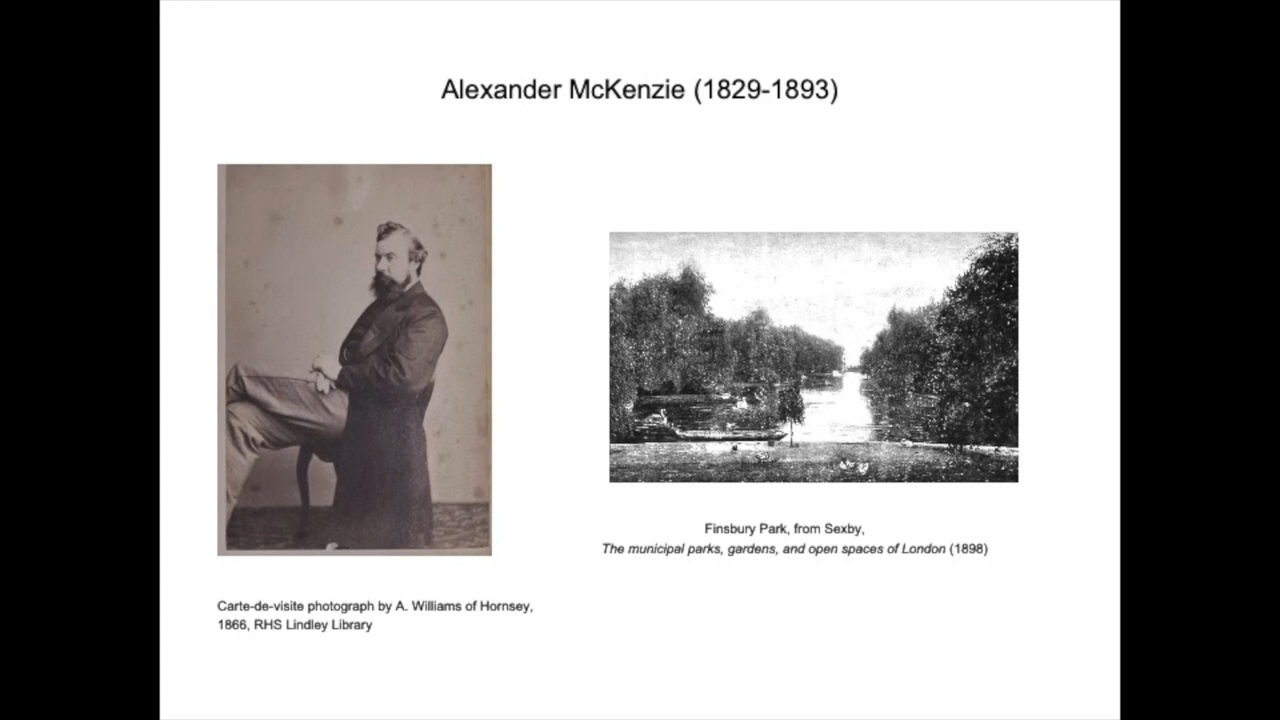 Alexander McKenzie (1829-1893)
Finsbury Park, from Sexby,
The municipal parks, gardens, and open spaces of London (1898)
Carte-de-visite photograph by A. Williams of Hornsey,
1866, RHS Lindley Library